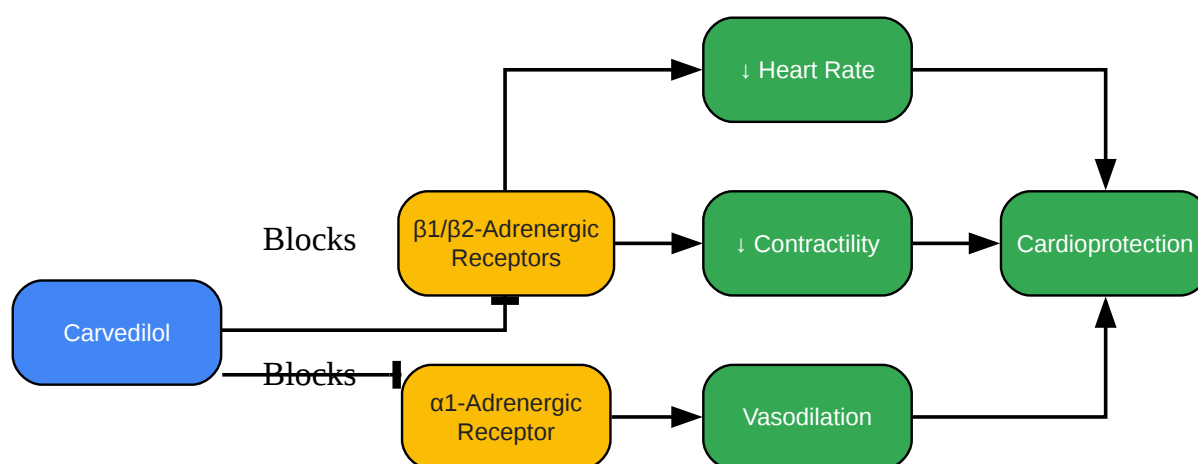 ↓ Heart Rate
Blocks
β1/β2-Adrenergic
Receptors
↓ Contractility
Cardioprotection
Carvedilol
Blocks
α1-Adrenergic
Receptor
Vasodilation